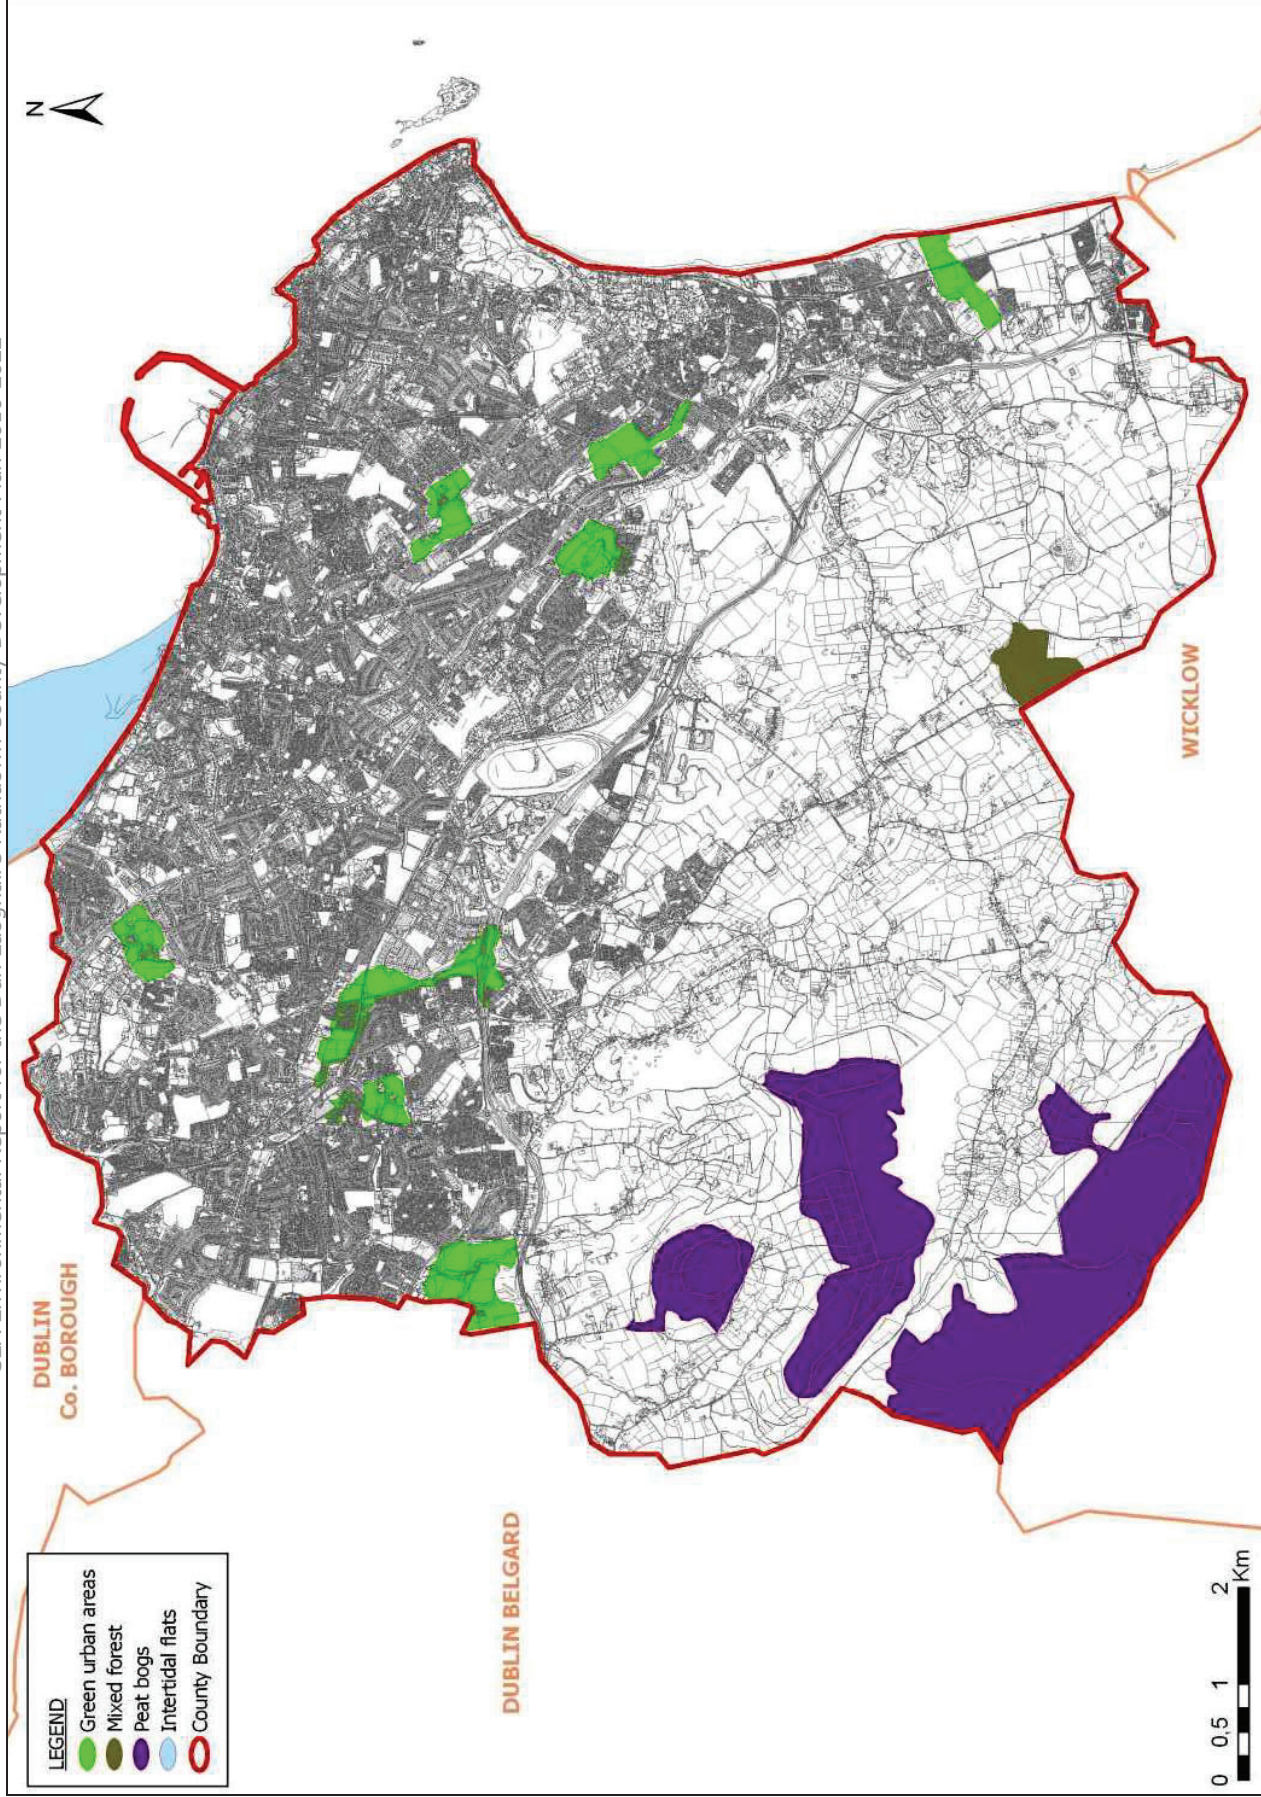 N
DUBLIN
Co. BOROUGH
DUBLIN BELGARD
WICKLOW
LEGEND
Green urban areas
Mixed forest
Peat bogs
Intertidal flats
County Boundary
0 0,5 1 2
Km